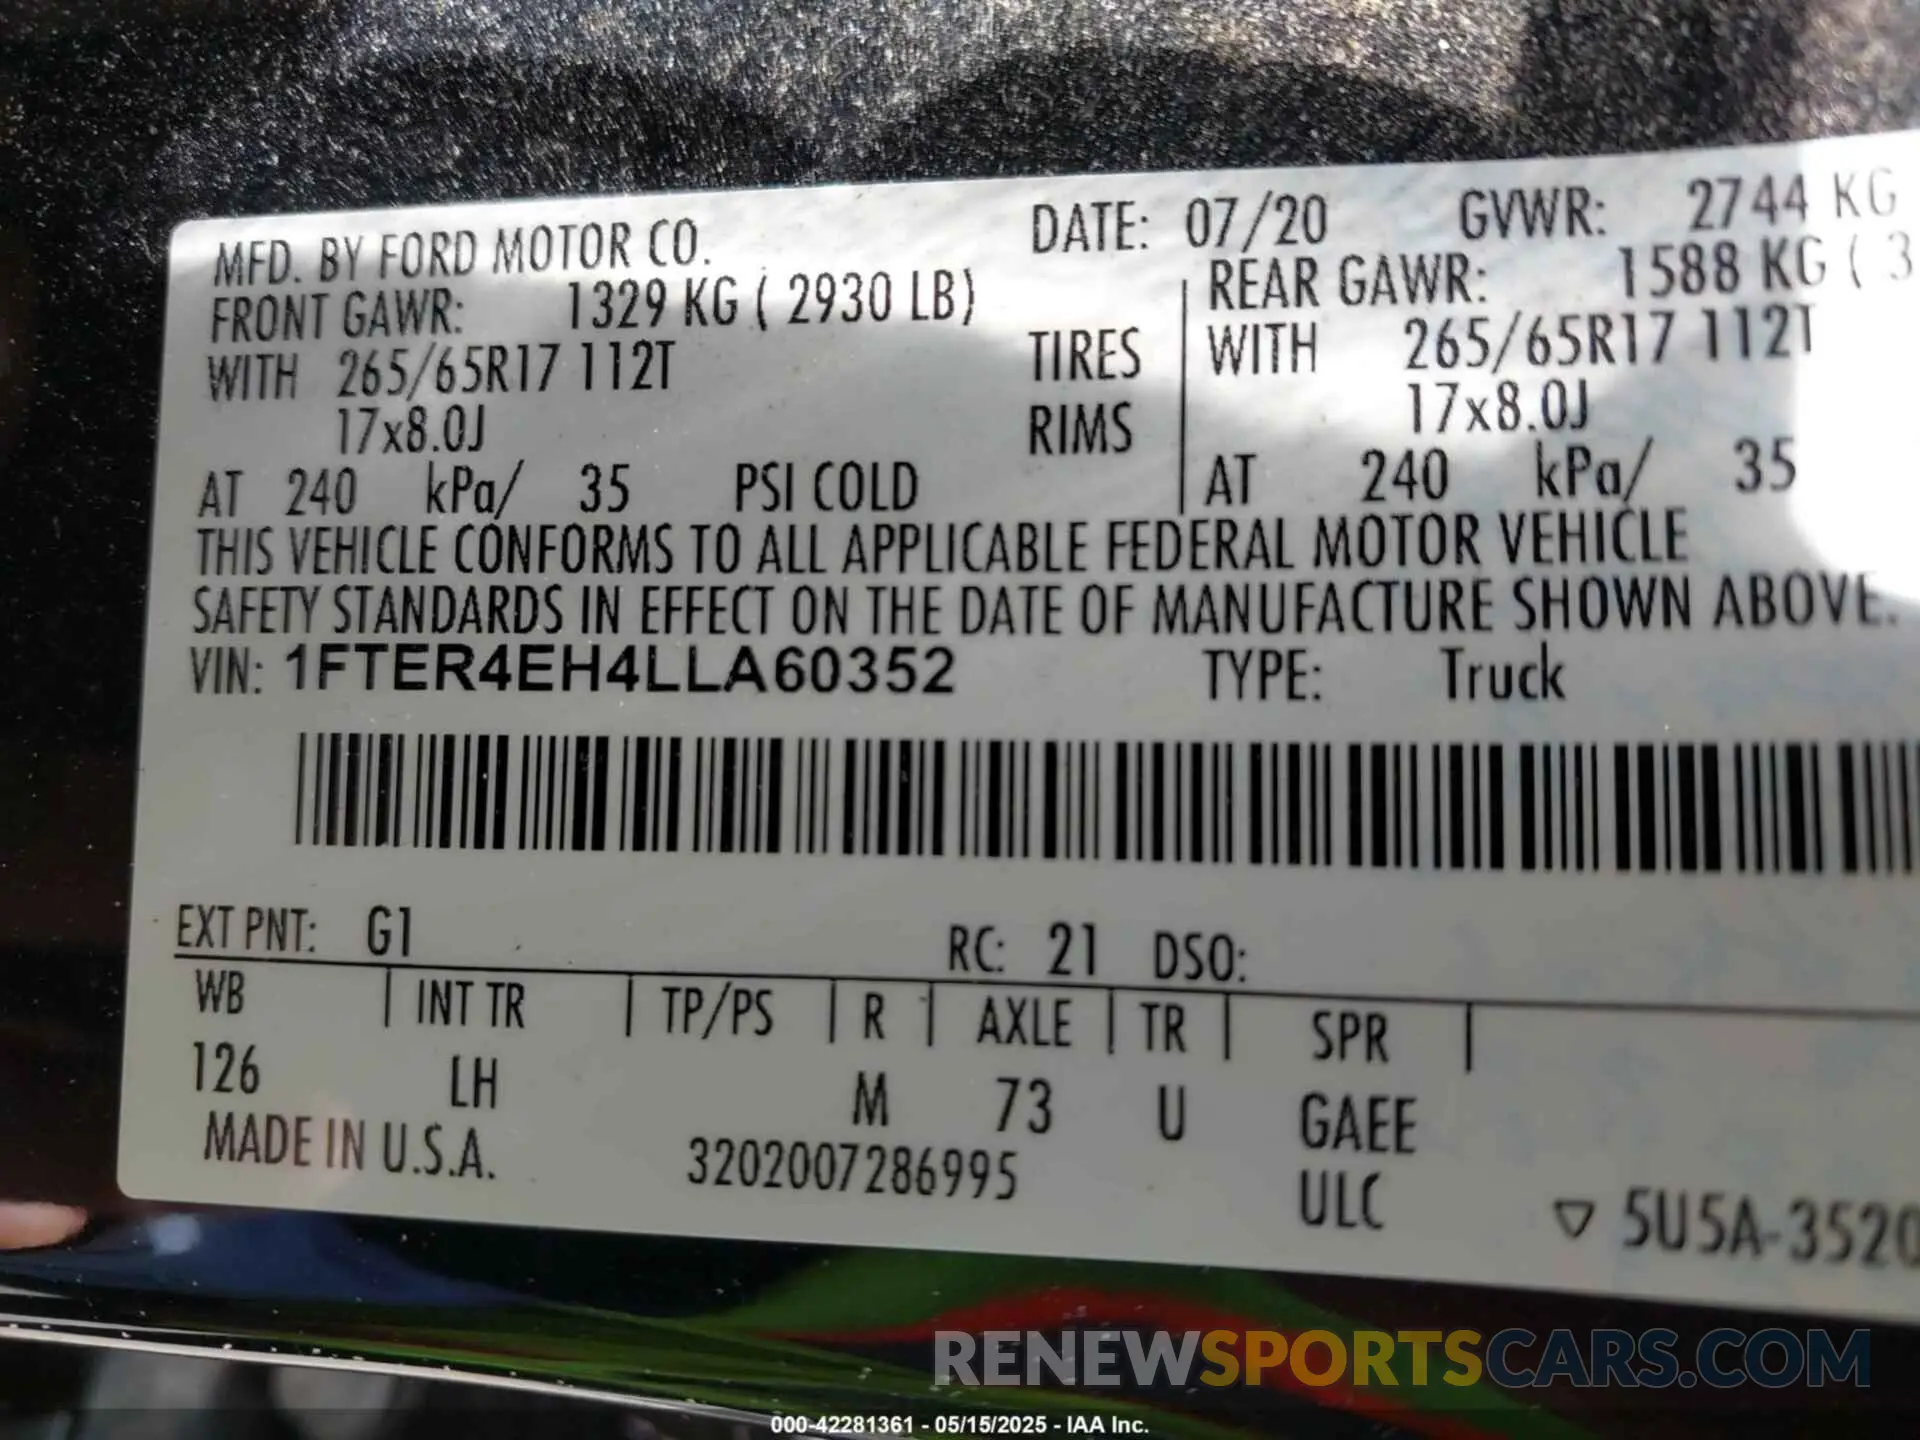 MFD. BY FORD MOTOR CO. DATE: 07/20 GVWR: 2744 KG
FRONT GAWR: 1329 KG ( 2930 LB) REAR GAWR: 1588 KG ( 3
WITH 265/65R17 112T TIRES WITH 265/65R17 112T
17x8.0J RIMS 17x8.0J
AT 240 kPa/ 35 PSI COLD AT 240 kPa/ 35
THIS VEHICLE CONFORMS TO ALL APPLICABLE FEDERAL MOTOR VEHICLE
SAFETY STANDARDS IN EFFECT ON THE DATE OF MANUFACTURE SHOWN ABOVE.
VIN: 1FTER4EH4LLA60352 TYPE: Truck
EXT PNT: G1 RC: 21 DSO:
WB | INT TR | TP/PS | R | AXLE | TR | SPR |
126 LH M 73 U GAEE
MADE IN U.S.A. 3202007286995 ULC ▽ 5U5A-3520
RENEWSPORTSCARS.COM
000-42281361 - 05/15/2025 - IAA Inc.